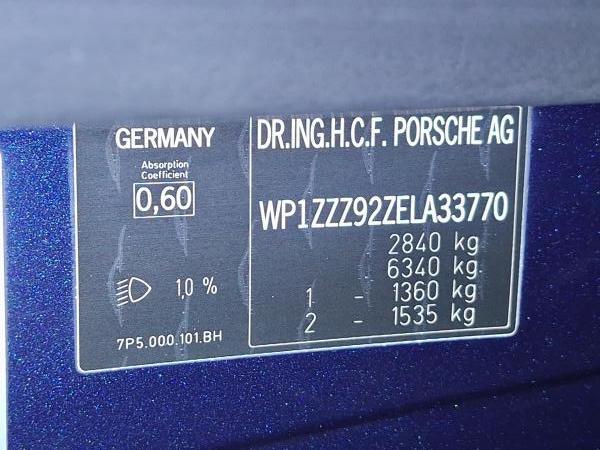 GERMANY
Absorption
Coefficient
0,60
1,0 %
7P5.000.101.BH
DR.ING.H.C.F. PORSCHE AG
WP1ZZZ92ZELA33770
2840 kg
6340 kg
1 - 1360 kg
2 - 1535 kg